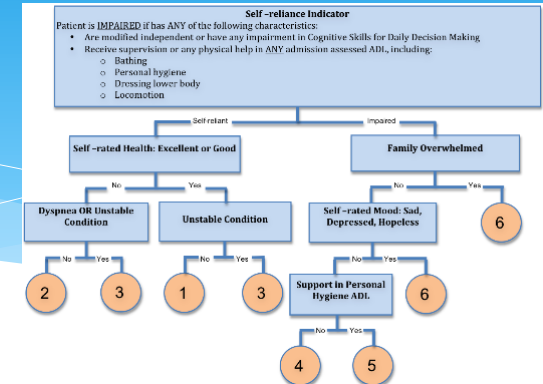 Self –reliance Indicator
Patient is IMPAIRED if has ANY of the following characteristics:
• Are modified independent or have any impairment in Cognitive Skills for Daily Decision Making
• Receive supervision or any physical help in ANY admission assessed ADL, including:
o Bathing
o Personal hygiene
o Dressing lower body
o Locomotion
Self-reliant
Impaired
Self –rated Health: Excellent or Good
Family Overwhelmed
No
Yes
No
Yes
Dyspnea OR Unstable
Condition
Unstable Condition
Self –rated Mood: Sad,
Depressed, Hopeless
6
No
Yes
No
Yes
No
Yes
2
3
1
3
Support in Personal
Hygiene ADL
6
No
Yes
4
5